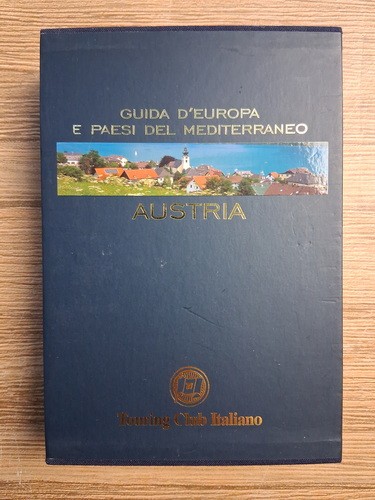 GUIDA D'EUROPA
E PAESI DEL MEDITERRANEO
AUSTRIA
Touring Club Italiano